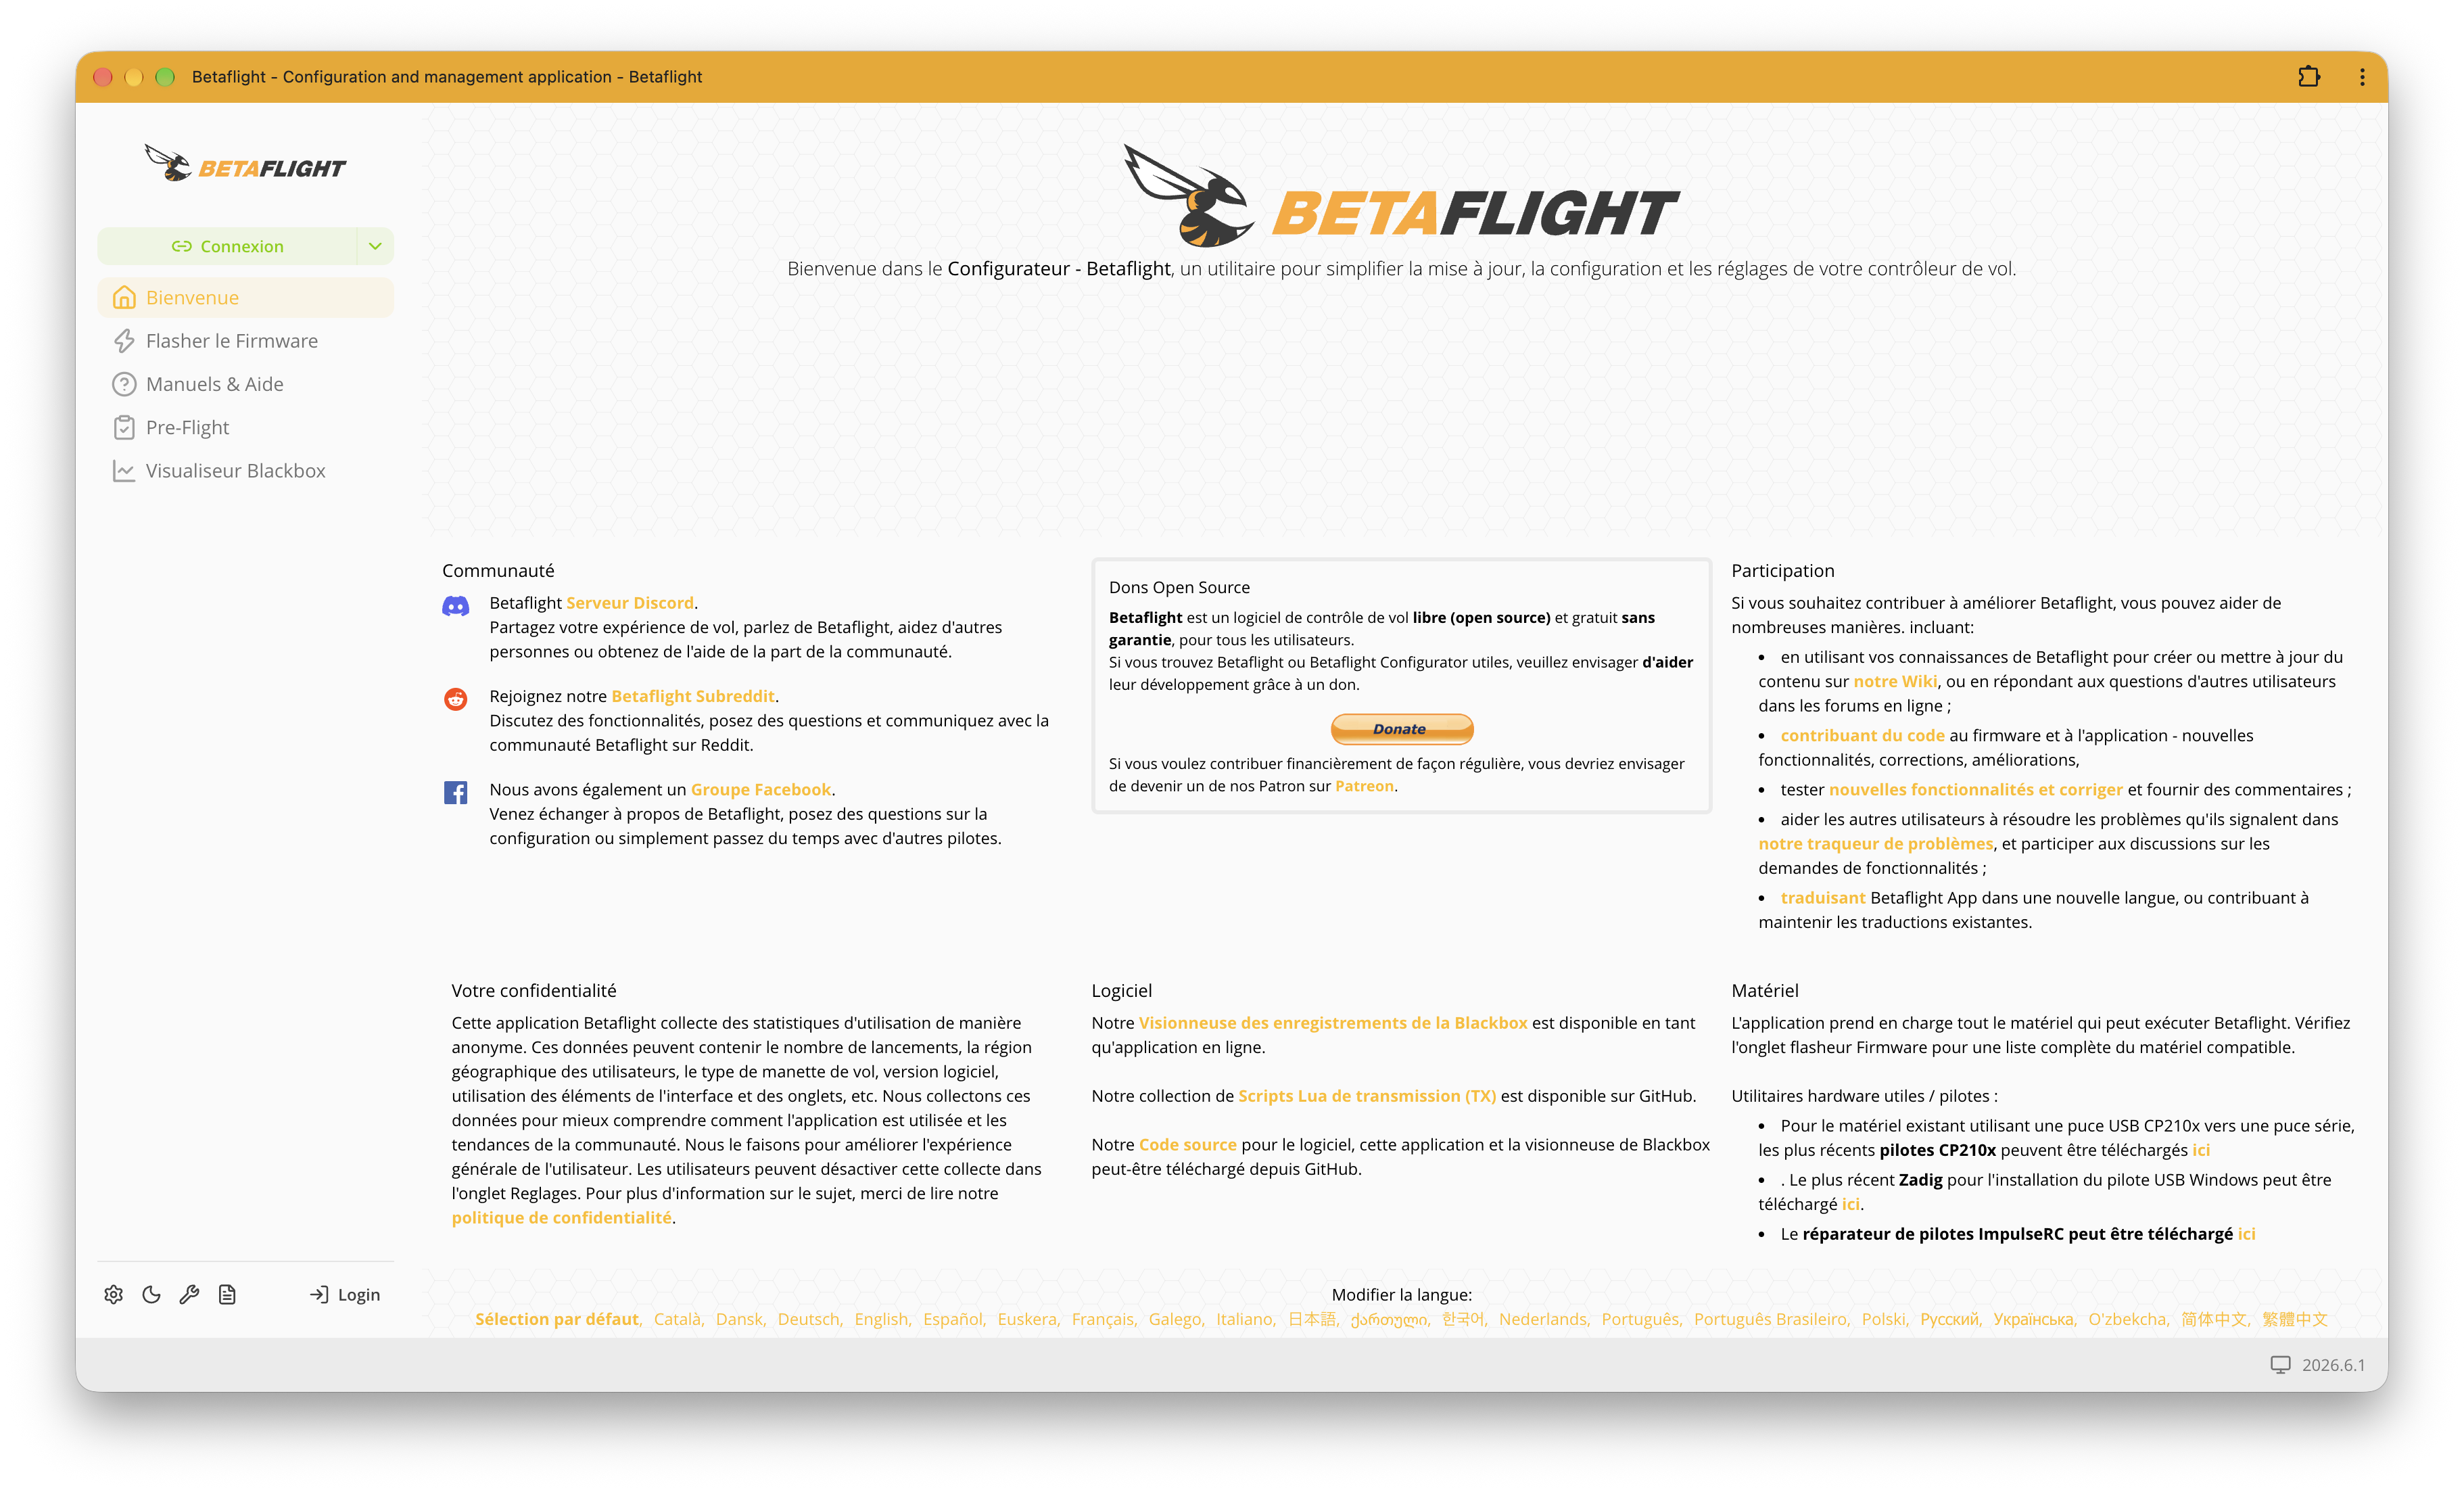 Betaflight - Configuration and management application - Betaflight
BETAFLIGHT
Connexion
Bienvenue
Flasher le Firmware
Manuels & Aide
Pre-Flight
Visualiseur Blackbox
Login
BETAFLIGHT
Bienvenue dans le Configurateur - Betaflight, un utilitaire pour simplifier la mise à jour, la configuration et les réglages de votre contrôleur de vol.
Communauté
Betaflight Serveur Discord.
Partagez votre expérience de vol, parlez de Betaflight, aidez d'autres
personnes ou obtenez de l'aide de la part de la communauté.
Rejoignez notre Betaflight Subreddit.
Discutez des fonctionnalités, posez des questions et communiquez avec la
communauté Betaflight sur Reddit.
Nous avons également un Groupe Facebook.
Venez échanger à propos de Betaflight, posez des questions sur la
configuration ou simplement passez du temps avec d'autres pilotes.
Dons Open Source
Betaflight est un logiciel de contrôle de vol libre (open source) et gratuit sans
garantie, pour tous les utilisateurs.
Si vous trouvez Betaflight ou Betaflight Configurator utiles, veuillez envisager d'aider
leur développement grâce à un don.
Donate
Si vous voulez contribuer financièrement de façon régulière, vous devriez envisager
de devenir un de nos Patron sur Patreon.
Participation
Si vous souhaitez contribuer à améliorer Betaflight, vous pouvez aider de
nombreuses manières. incluant:
• en utilisant vos connaissances de Betaflight pour créer ou mettre à jour du
contenu sur notre Wiki, ou en répondant aux questions d'autres utilisateurs
dans les forums en ligne ;
• contribuant du code au firmware et à l'application - nouvelles
fonctionnalités, corrections, améliorations,
• tester nouvelles fonctionnalités et corriger et fournir des commentaires ;
• aider les autres utilisateurs à résoudre les problèmes qu'ils signalent dans
notre traqueur de problèmes, et participer aux discussions sur les
demandes de fonctionnalités ;
• traduisant Betaflight App dans une nouvelle langue, ou contribuant à
maintenir les traductions existantes.
Votre confidentialité
Cette application Betaflight collecte des statistiques d'utilisation de manière
anonyme. Ces données peuvent contenir le nombre de lancements, la région
géographique des utilisateurs, le type de manette de vol, version logiciel,
utilisation des éléments de l'interface et des onglets, etc. Nous collectons ces
données pour mieux comprendre comment l'application est utilisée et les
tendances de la communauté. Nous le faisons pour améliorer l'expérience
générale de l'utilisateur. Les utilisateurs peuvent désactiver cette collecte dans
l'onglet Reglages. Pour plus d'information sur le sujet, merci de lire notre
politique de confidentialité.
Logiciel
Notre Visionneuse des enregistrements de la Blackbox est disponible en tant
qu'application en ligne.
Notre collection de Scripts Lua de transmission (TX) est disponible sur GitHub.
Notre Code source pour le logiciel, cette application et la visionneuse de Blackbox
peut-être téléchargé depuis GitHub.
Matériel
L'application prend en charge tout le matériel qui peut exécuter Betaflight. Vérifiez
l'onglet flasheur Firmware pour une liste complète du matériel compatible.
Utilitaires hardware utiles / pilotes :
• Pour le matériel existant utilisant une puce USB CP210x vers une puce série,
les plus récents pilotes CP210x peuvent être téléchargés ici
• . Le plus récent Zadig pour l'installation du pilote USB Windows peut être
téléchargé ici.
• Le réparateur de pilotes ImpulseRC peut être téléchargé ici
Modifier la langue:
Sélection par défaut, Català, Dansk, Deutsch, English, Español, Euskera, Français, Galego, Italiano, 日本語, ქართული, 한국어, Nederlands, Português, Português Brasileiro, Polski, Русский, Українська, O'zbekcha, 简体中文, 繁體中文
2026.6.1